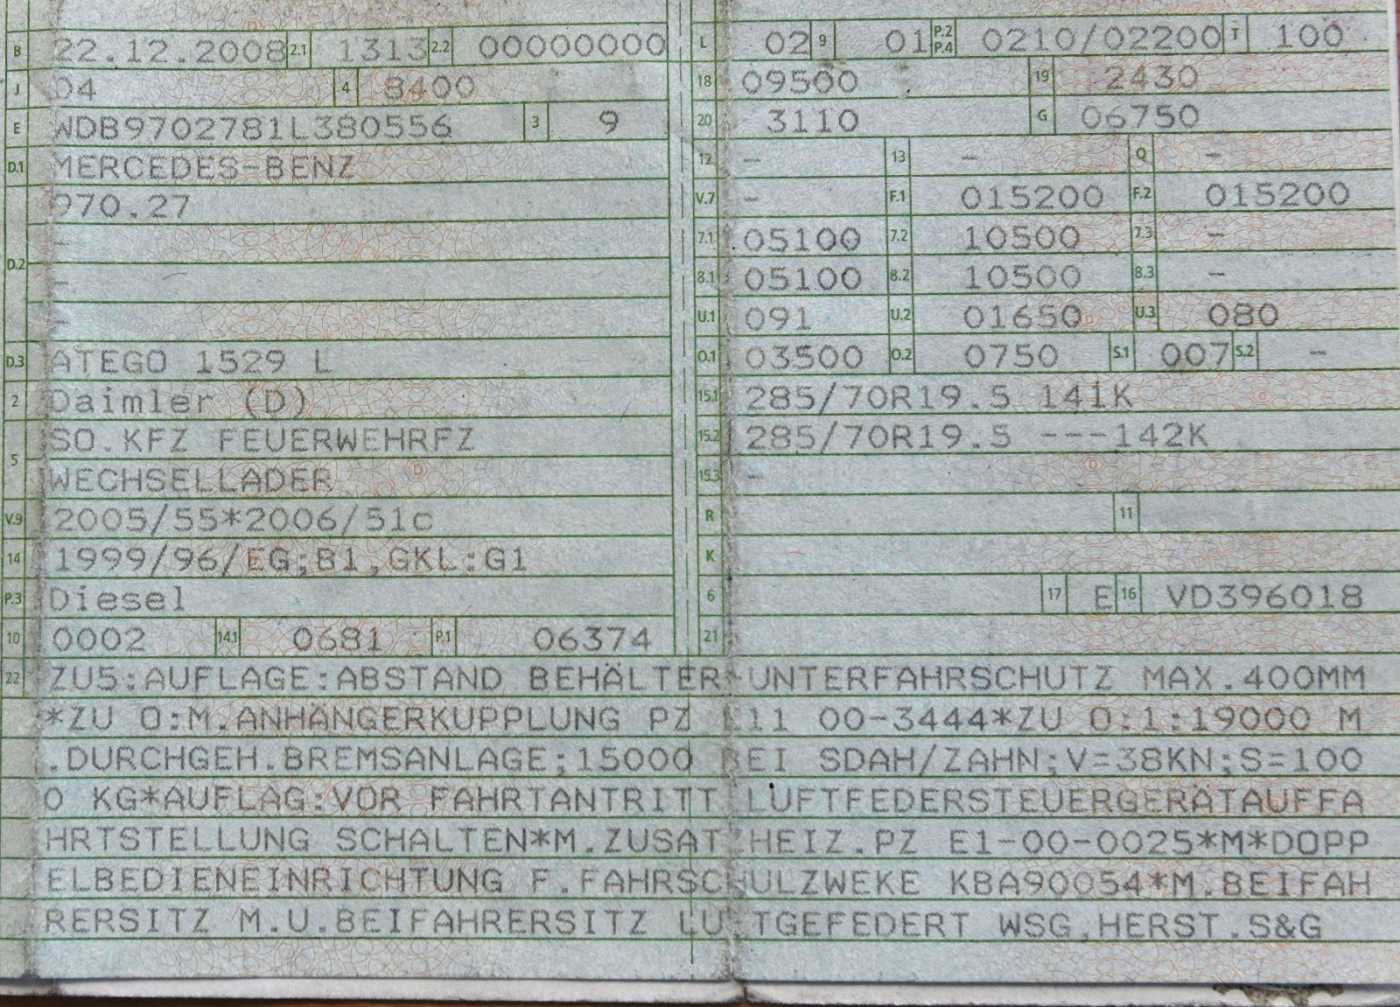 B 22.12.2008 2.1 1313 2.2 00000000
J 04 4 8400
E WDB9702781L380556 3 9
D.1 MERCEDES-BENZ
970.27
-
D.2
-
-
D.3 ATEGO 1529 L
2 Daimler (D)
SO.KFZ FEUERWEHRFZ
5
WECHSELLADER
V.9 2005/55*2006/51C
14 1999/96/EG;B1,GKL:G1
P.3 Diesel
10 0002 14.1 0681 P.1 06374
L 02 9 01 P.2 P.4 0210/02200 T 100
18 09500 19 2430
20 3110 G 06750
12 - 13 - Q -
V.7 - F.1 015200 F.2 015200
7.1 05100 7.2 10500 7.3 -
8.1 05100 8.2 10500 8.3 -
U.1 091 U.2 01650 U.3 080
O.1 03500 O.2 0750 S.1 007 S.2 -
15.1 285/70R19.5 141K
15.2 285/70R19.5 ---142K
15.3 -
R 11
K
6 17 E 16 VD396018
21
22 ZU5:AUFLAGE:ABSTAND BEHÄLTER-UNTERFAHRSCHUTZ MAX.400MM
*ZU O:M.ANHÄNGERKUPPLUNG PZ E11 00-3444*ZU O:1:19000 M
.DURCHGEH.BREMSANLAGE;15000 BEI SDAH/ZAHN;V=38KN;S=100
0 KG*AUFLAG:VOR FAHRTANTRITT LUFTFEDERSTEUERGERÄTAUFFA
HRTSTELLUNG SCHALTEN*M.ZUSATZHEIZ.PZ E1-00-0025*M*DOPP
ELBEDIENEINRICHTUNG F.FAHRSCHULZWEKE KBA90054*M.BEIFAH
RERSITZ M.U.BEIFAHRERSITZ LUFTGEFEDERT WSG,HERST.S&G